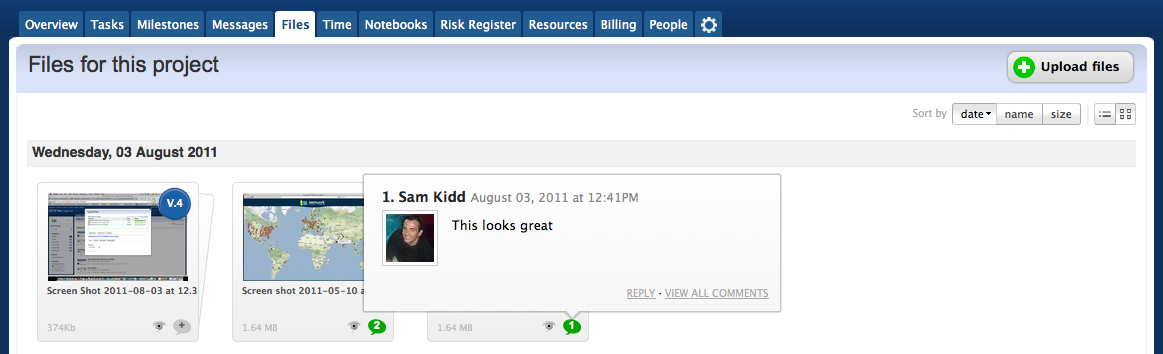 Overview Tasks Milestones Messages Files Time Notebooks Risk Register Resources Billing People
Files for this project
Upload files
Sort by date name size
Wednesday, 03 August 2011
V.4
1. Sam Kidd August 03, 2011 at 12:41PM
This looks great
REPLY · VIEW ALL COMMENTS
Screen Shot 2011-08-03 at 12.3
Screen shot 2011-05-10 a
374Kb +
1.64 MB 2
1.64 MB 1